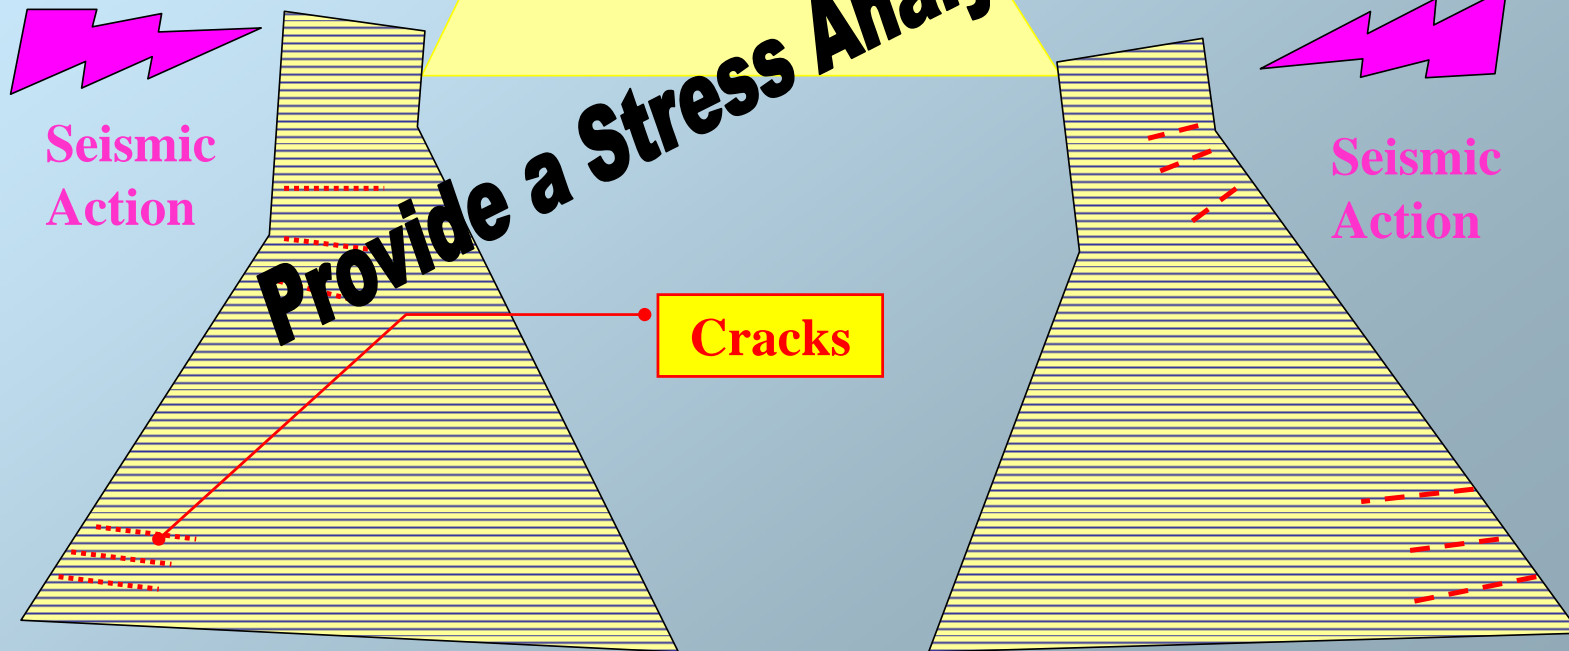 Seismic
Action
Provide a Stress
Seismic
Action
Cracks